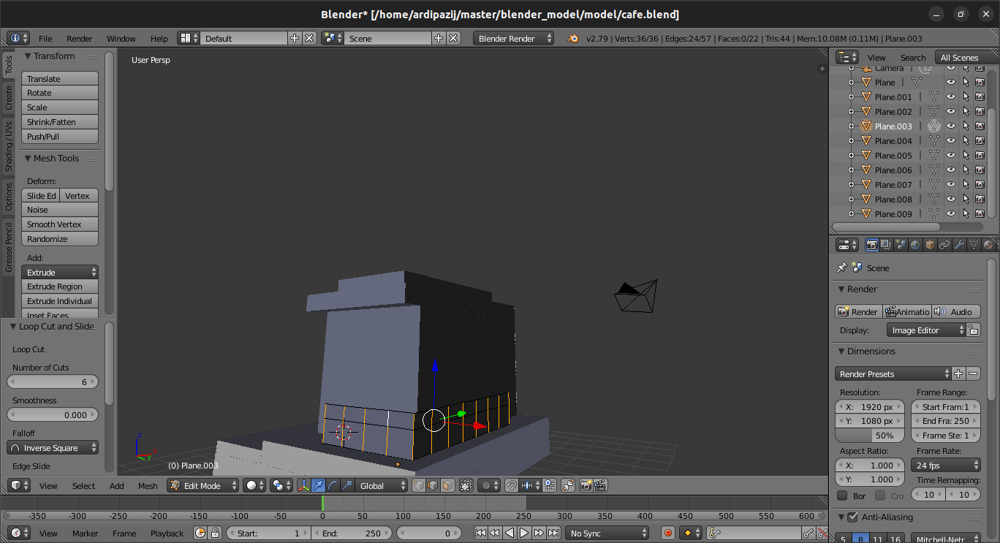 Blender* [/home/ardipazij/master/blender_model/model/cafe.blend]
File Render Window Help Default Scene Blender Render v2.79 | Verts:36/36 | Edges:24/57 | Faces:0/22 | Tris:44 | Mem:10.08M (0.11M) | Plane.003
Tools
Create
Shading / UVs
Options
Grease Pencil
Transform
Translate
Rotate
Scale
Shrink/Fatten
Push/Pull
Mesh Tools
Deform:
Slide Ed Vertex
Noise
Smooth Vertex
Randomize
Add:
Extrude
Extrude Region
Extrude Individual
Inset Faces
Loop Cut and Slide
Loop Cut
Number of Cuts
6
Smoothness
0.000
Falloff
Inverse Square
Edge Slide
User Persp
z
x
y
(0) Plane.003
View Select Add Mesh Edit Mode Global
-350 -300 -250 -200 -150 -100 -50 0 50 100 150 200 250 300 350 400 450 500 550 600
View Marker Frame Playback Start: 1 End: 250 0 No Sync
View Search All Scenes
Camera
Plane
Plane.001
Plane.002
Plane.003
Plane.004
Plane.005
Plane.006
Plane.007
Plane.008
Plane.009
Scene
Render
Render Animatio Audio
Display: Image Editor
Dimensions
Render Presets
Resolution: Frame Range:
X: 1920 px Start Fram:1
Y: 1080 px End Fra: 250
50% Frame Ste: 1
Aspect Ratio: Frame Rate:
X: 1.000 24 fps
Y: 1.000 Time Remapping:
Bor Cro 10 10
Anti-Aliasing
5 8 11 16 Mitchell-Netr